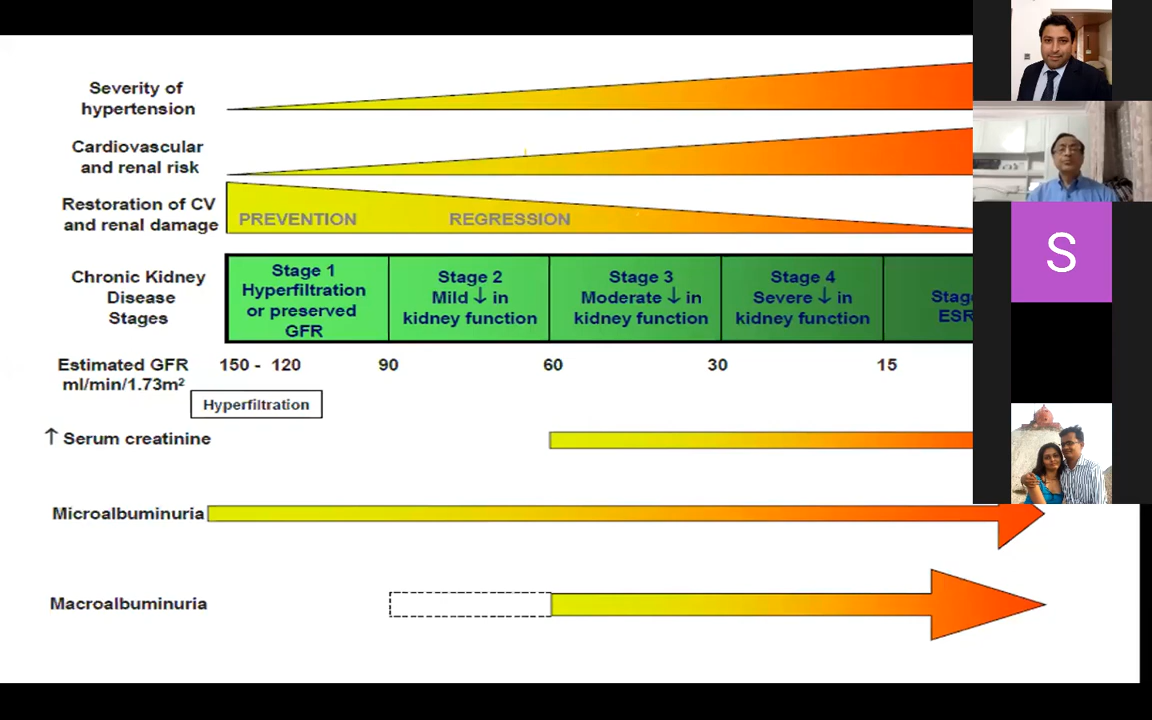 Severity of
hypertension
Cardiovascular
and renal risk
Restoration of CV
and renal damage
PREVENTION
REGRESSION
Chronic Kidney
Disease
Stages
Stage 1
Hyperfiltration
or preserved
GFR
Stage 2
Mild ↓ in
kidney function
Stage 3
Moderate ↓ in
kidney function
Stage 4
Severe ↓ in
kidney function
Stag
ESR
Estimated GFR
ml/min/1.73m²
150 - 120
90
60
30
15
Hyperfiltration
↑ Serum creatinine
Microalbuminuria
Macroalbuminuria
S